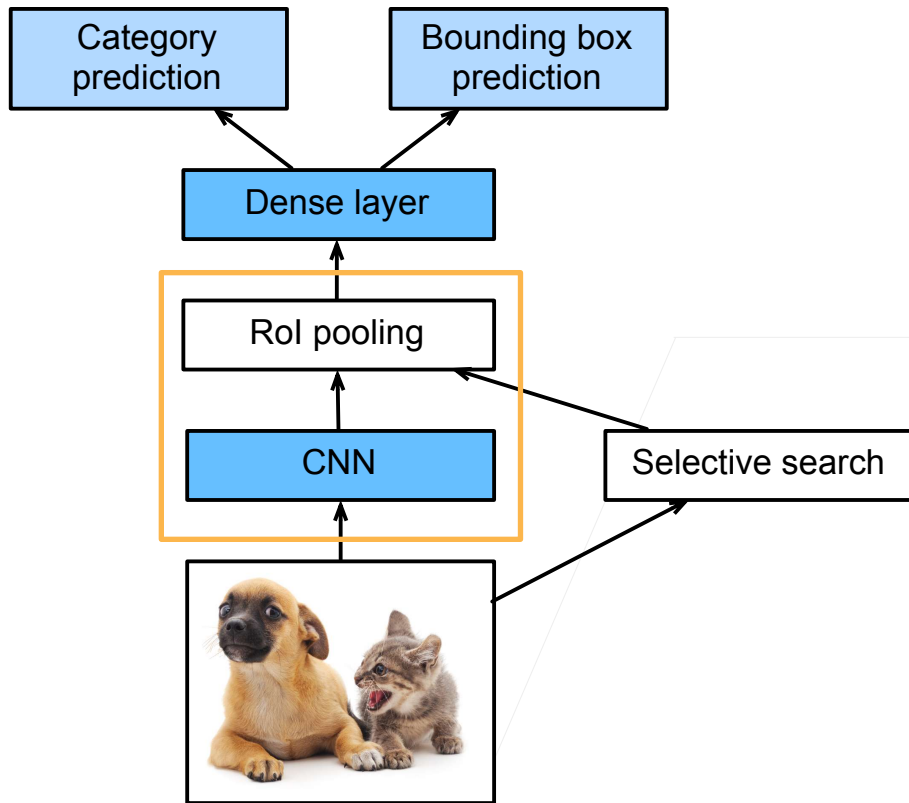 Category
prediction
Bounding box
prediction
Dense layer
RoI pooling
CNN
Selective search